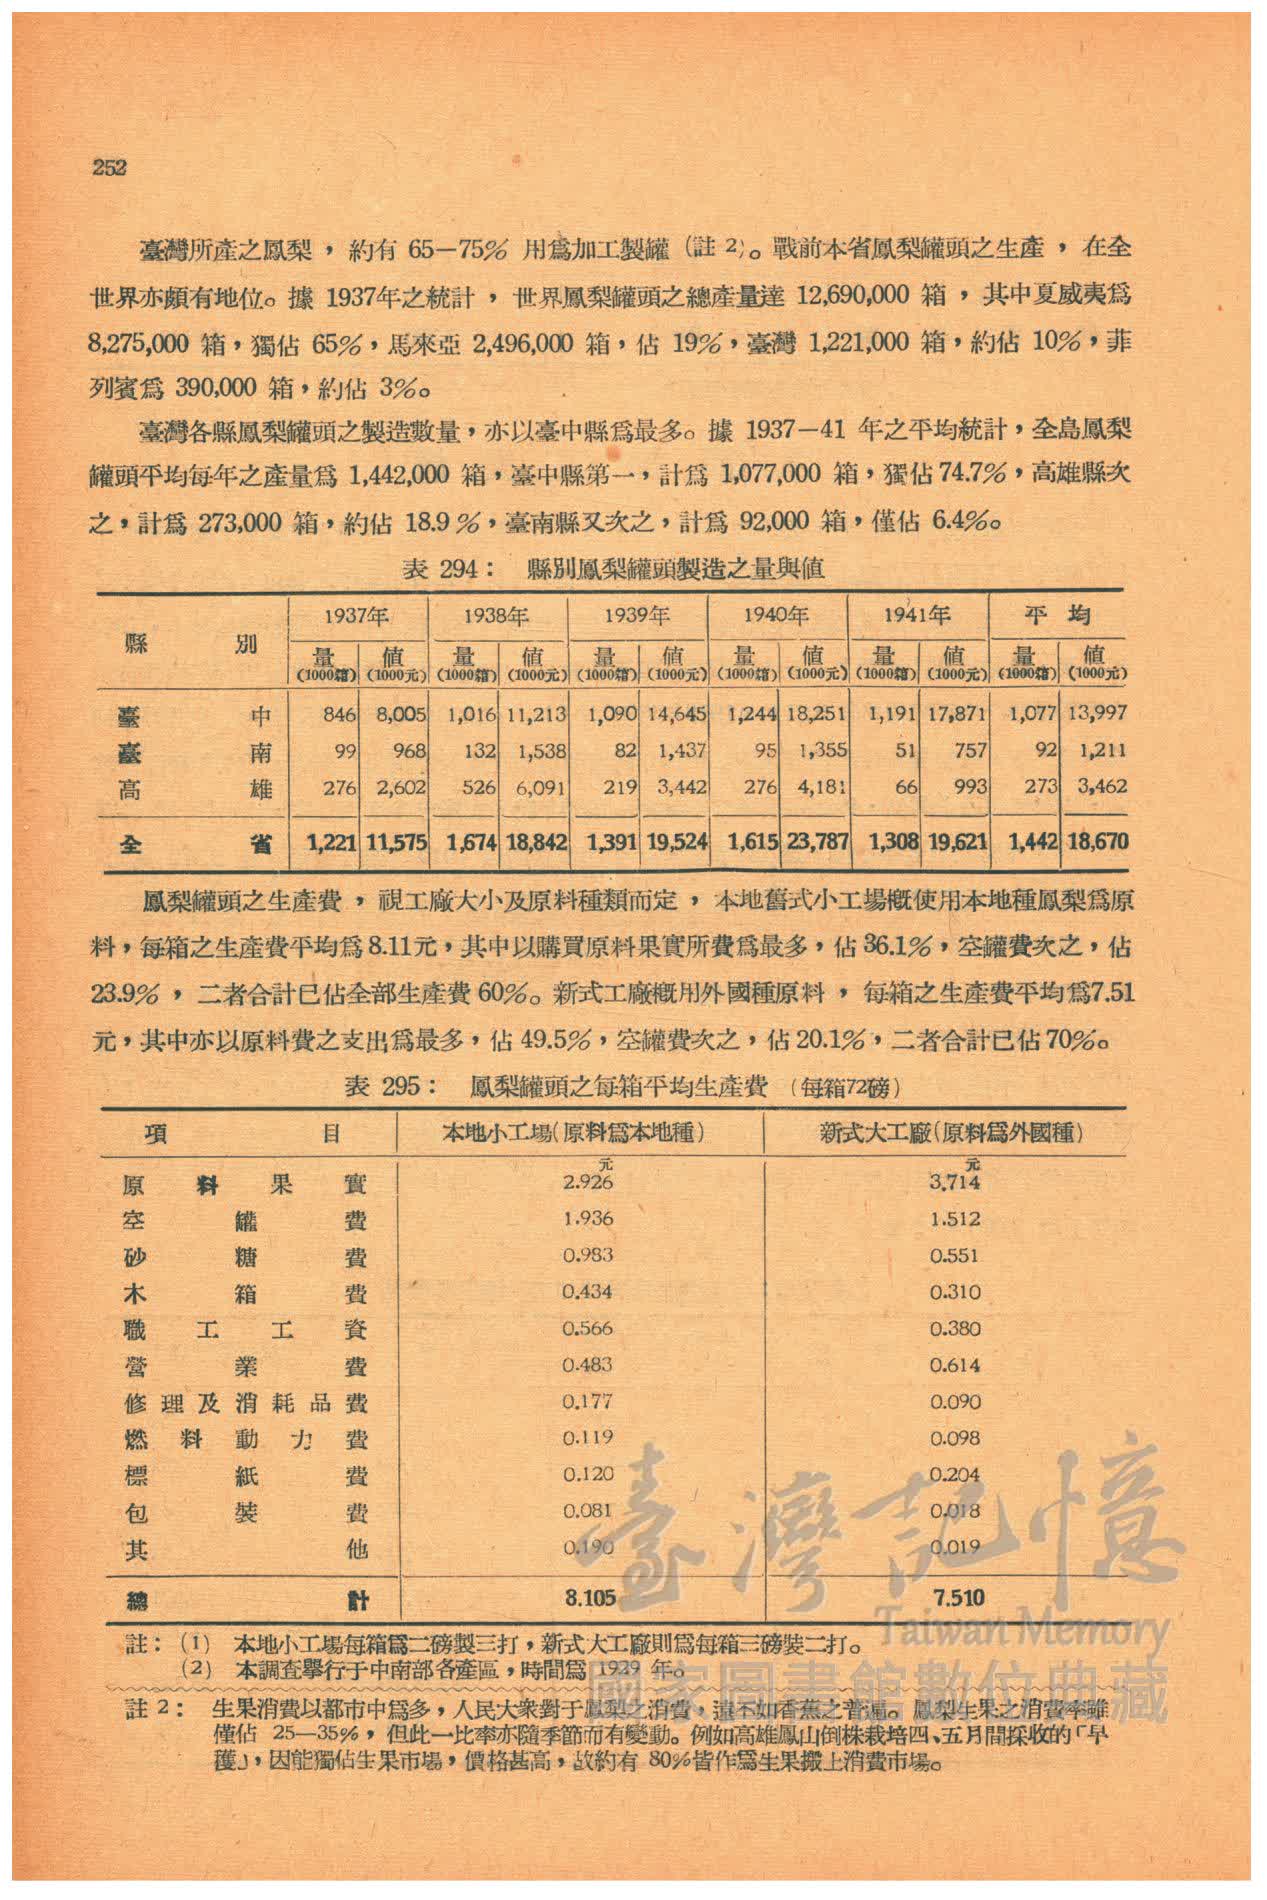 252
臺灣所產之鳳梨，約有 65—75% 用爲加工製罐（註 2）。戰前本省鳳梨罐頭之生產，在全
世界亦頗有地位。據 1937年之統計，世界鳳梨罐頭之總產量達 12,690,000 箱，其中夏威夷爲
8,275,000 箱，獨佔 65%，馬來亞 2,496,000 箱，佔 19%，臺灣 1,221,000 箱，約佔 10%，菲
列賓爲 390,000 箱，約佔 3%。
臺灣各縣鳳梨罐頭之製造數量，亦以臺中縣爲最多。據 1937—41 年之平均統計，全島鳳梨
罐頭平均每年之產量爲 1,442,000 箱，臺中縣第一，計爲 1,077,000 箱，獨佔74.7%，高雄縣次
之，計爲 273,000 箱，約佔 18.9%，臺南縣又次之，計爲 92,000 箱，僅佔 6.4%。
表 294： 縣別鳳梨罐頭製造之量與値
縣別 1937年 1938年 1939年 1940年 1941年 平均
量 値 量 値 量 値 量 値 量 値 量 値
(1000箱) (1000元) (1000箱) (1000元) (1000箱) (1000元) (1000箱) (1000元) (1000箱) (1000元) (1000箱) (1000元)
臺中 846 8,005 1,016 11,213 1,090 14,645 1,244 18,251 1,191 17,871 1,077 13,997
臺南 99 968 132 1,538 82 1,437 95 1,355 51 757 92 1,211
高雄 276 2,602 526 6,091 219 3,442 276 4,181 66 993 273 3,462
全省 1,221 11,575 1,674 18,842 1,391 19,524 1,615 23,787 1,308 19,621 1,442 18,670
鳳梨罐頭之生產費，視工廠大小及原料種類而定，本地舊式小工場概使用本地種鳳梨爲原
料，每箱之生產費平均爲8.11元，其中以購買原料果實所費爲最多，佔36.1%，空罐費次之，佔
23.9%，二者合計已佔全部生產費60%。新式工廠概用外國種原料，每箱之生產費平均爲7.51
元，其中亦以原料費之支出爲最多，佔49.5%，空罐費次之，佔20.1%，二者合計已佔70%。
表 295： 鳳梨罐頭之每箱平均生產費 （每箱72磅）
項目 本地小工場（原料爲本地種） 新式大工廠（原料爲外國種）
元 元
原料果實 2.926 3.714
空罐費 1.936 1.512
砂糖費 0.983 0.551
木箱費 0.434 0.310
職工工資 0.566 0.380
營業費 0.483 0.614
修理及消耗品費 0.177 0.090
燃料動力費 0.119 0.098
標紙費 0.120 0.204
包裝費 0.081 0.018
其他 0.190 0.019
總計 8.105 7.510
註：(1) 本地小工場每箱爲二磅製三打，新式大工廠則爲每箱三磅裝二打。
(2) 本調查舉行于中南部各產區，時間爲 1929 年。
註 2： 生果消費以都市中爲多，人民大衆對于鳳梨之消費，遠不如香蕉之普遍。鳳梨生果之消費率雖
僅佔 25—35%，但此一比率亦隨季節而有變動。例如高雄鳳山倒株栽培四、五月間採收的「早
穫」，因能獨佔生果市場，價格甚高，故約有 80%皆作爲生果搬上消費市場。
臺灣記憶
Taiwan Memory
國家圖書館數位典藏